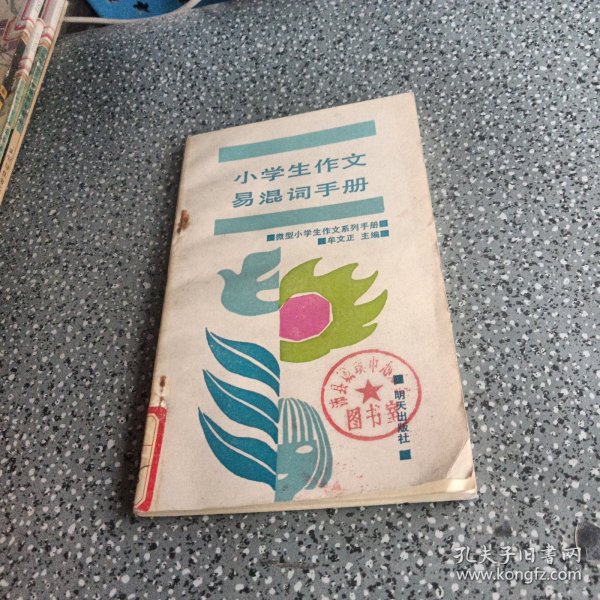 小学生作文
易混词手册
■微型小学生作文系列手册■
■牟文正 主编■
■明天出版社■
图书室
孔夫子旧书网
www.kongfz.com